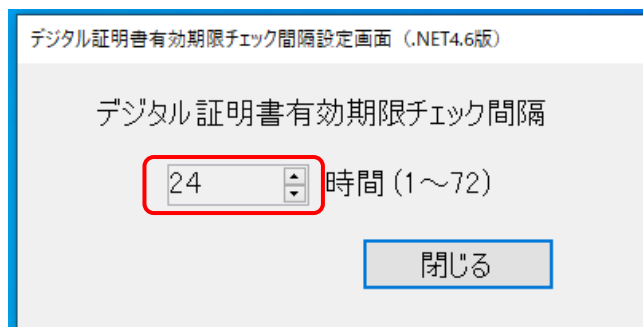 デジタル証明書有効期限チェック間隔設定画面（.NET4.6版）
デジタル証明書有効期限チェック間隔
24 時間(1～72)
閉じる